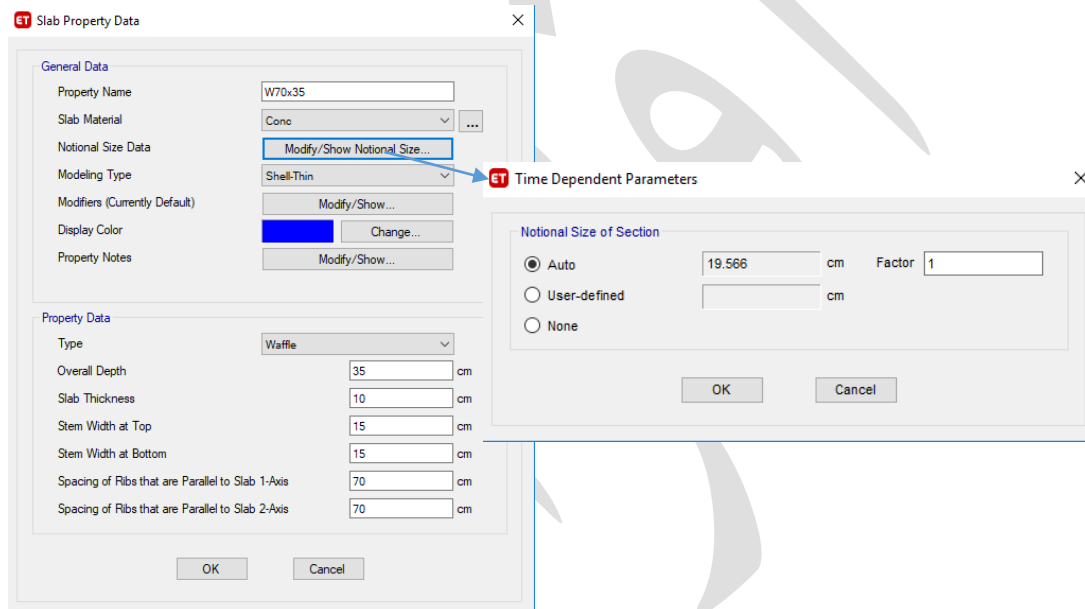 ET Slab Property Data
General Data
Property Name W70x35
Slab Material Conc ...
Notional Size Data Modify/Show Notional Size...
Modeling Type Shell-Thin
Modifiers (Currently Default) Modify/Show...
Display Color Change...
Property Notes Modify/Show...
Property Data
Type Waffle
Overall Depth 35 cm
Slab Thickness 10 cm
Stem Width at Top 15 cm
Stem Width at Bottom 15 cm
Spacing of Ribs that are Parallel to Slab 1-Axis 70 cm
Spacing of Ribs that are Parallel to Slab 2-Axis 70 cm
OK Cancel
ET Time Dependent Parameters
Notional Size of Section
Auto 19.566 cm Factor 1
User-defined cm
None
OK Cancel